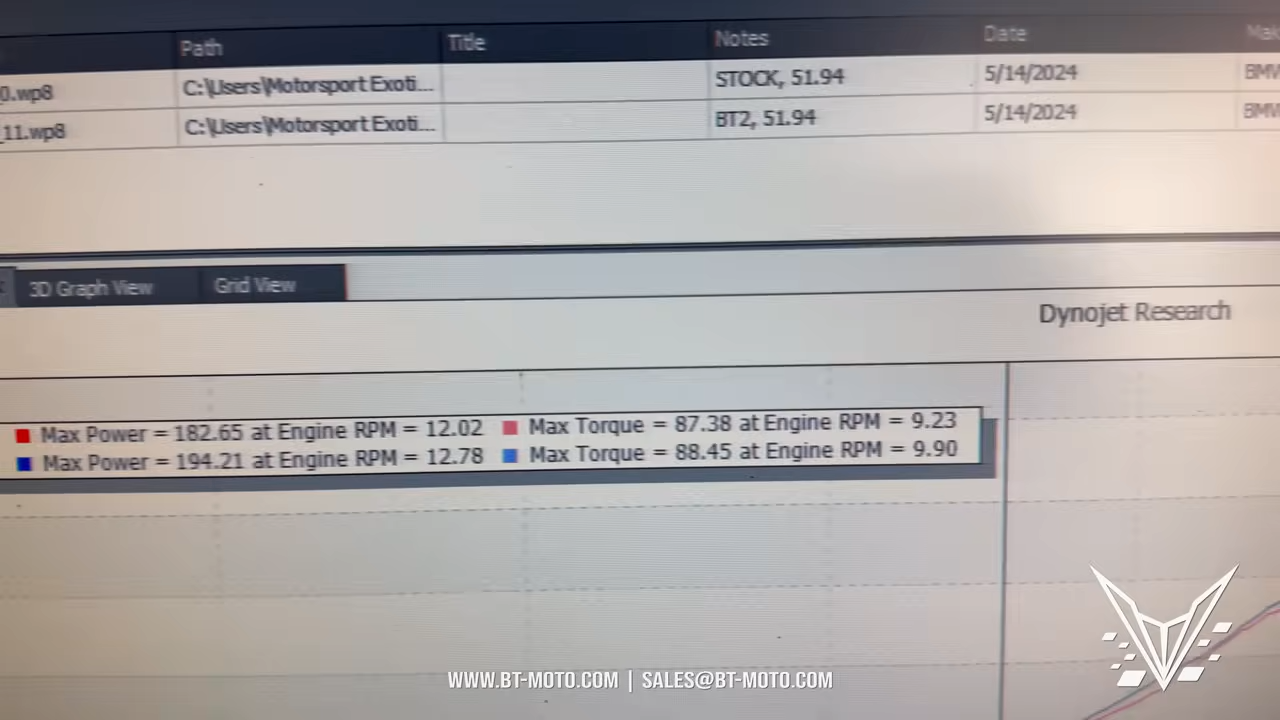 Path Title Notes Date
0.wp8 C:\Users\Motorsport Exoti... STOCK, 51.94 5/14/2024 BMW
_11.wp8 C:\Users\Motorsport Exoti... BT2, 51.94 5/14/2024 BMW
3D Graph View Grid View
Dynojet Research
Max Power = 182.65 at Engine RPM = 12.02 Max Torque = 87.38 at Engine RPM = 9.23
Max Power = 194.21 at Engine RPM = 12.78 Max Torque = 88.45 at Engine RPM = 9.90
WWW.BT-MOTO.COM | SALES@BT-MOTO.COM